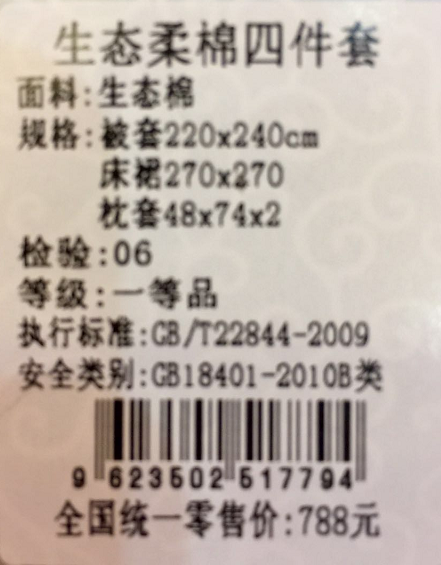 生态柔棉四件套
面料:生态棉
规格:被套220x240cm
床裙270x270
枕套48x74x2
检验:06
等级:一等品
执行标准:GB/T22844-2009
安全类别:GB18401-2010B类
9 623502 517794
全国统一零售价:788元